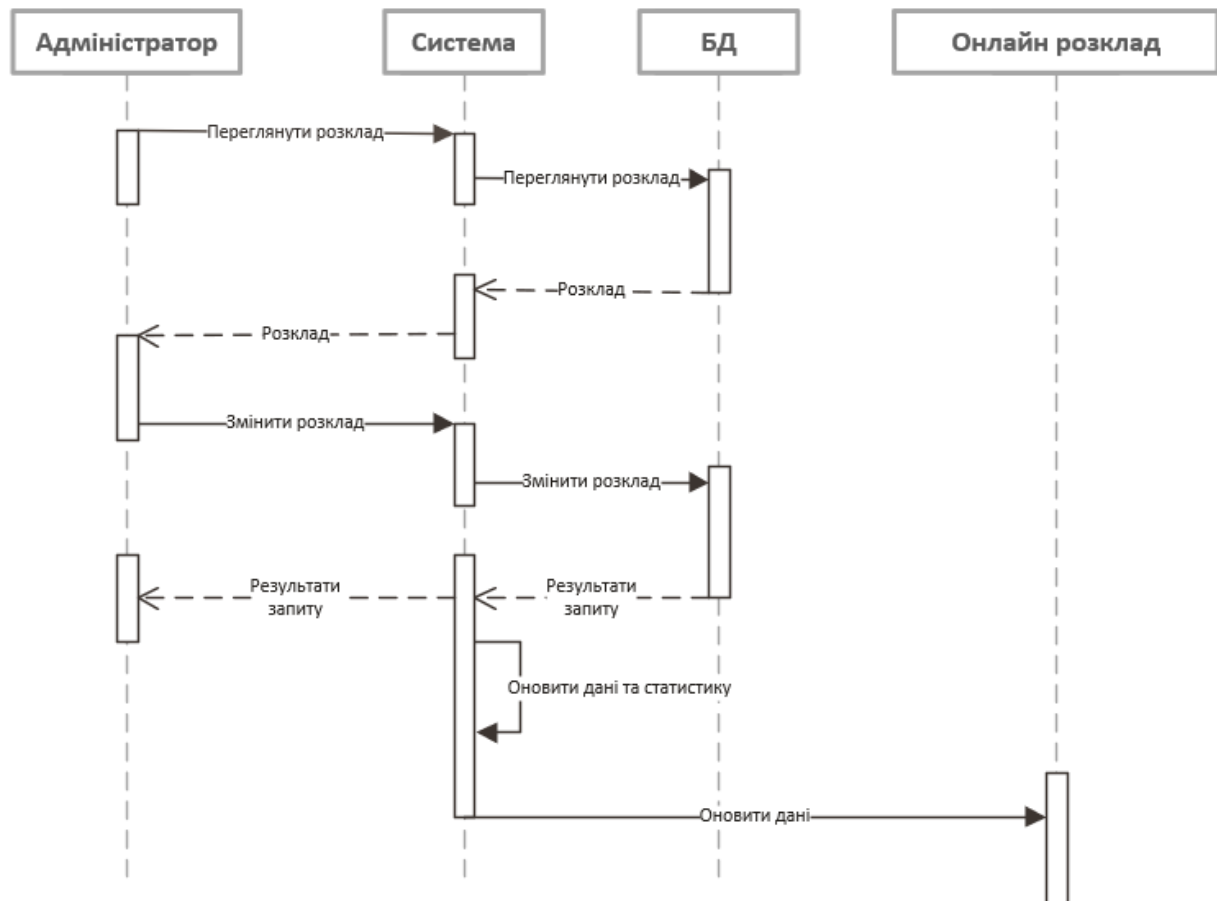 Адміністратор
Система
БД
Онлайн розклад
Переглянути розклад
Переглянути розклад
Розклад
Розклад
Змінити розклад
Змінити розклад
Результати
запиту
Результати
запиту
Оновити дані та статистику
Оновити дані